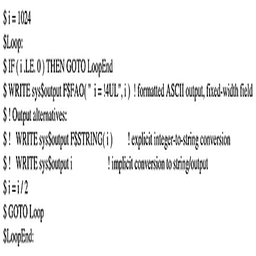 $ i = 1024
$Loop:
$ IF ( i .LE. 0 ) THEN GOTO LoopEnd
$ WRITE sys$output F$FAO( " i = !4UL", i ) ! formatted ASCII output, fixed-width field
$ ! Output alternatives:
$ ! WRITE sys$output F$STRING( i ) ! explicit integer-to-string conversion
$ ! WRITE sys$output i ! implicit conversion to string/output
$ i = i / 2
$ GOTO Loop
$LoopEnd: